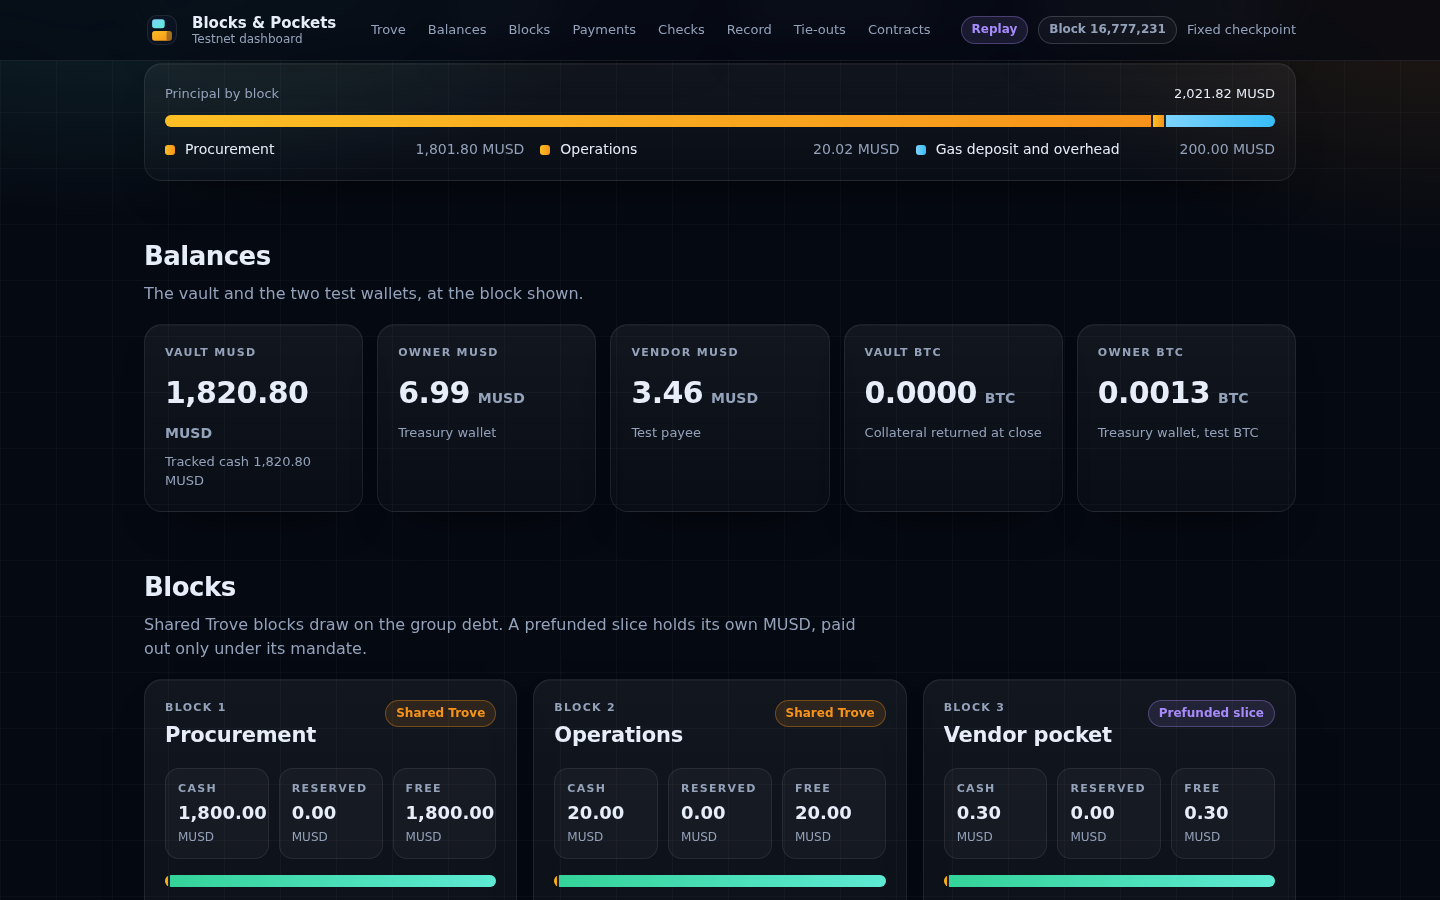 Blocks & Pockets
Testnet dashboard
Trove Balances Blocks Payments Checks Record Tie-outs Contracts
Replay Block 16,777,231 Fixed checkpoint
Principal by block 2,021.82 MUSD
Procurement 1,801.80 MUSD Operations 20.02 MUSD Gas deposit and overhead 200.00 MUSD
Balances
The vault and the two test wallets, at the block shown.
VAULT MUSD
1,820.80
MUSD
Tracked cash 1,820.80
MUSD
OWNER MUSD
6.99 MUSD
Treasury wallet
VENDOR MUSD
3.46 MUSD
Test payee
VAULT BTC
0.0000 BTC
Collateral returned at close
OWNER BTC
0.0013 BTC
Treasury wallet, test BTC
Blocks
Shared Trove blocks draw on the group debt. A prefunded slice holds its own MUSD, paid
out only under its mandate.
BLOCK 1
Procurement
Shared Trove
CASH
1,800.00
MUSD
RESERVED
0.00
MUSD
FREE
1,800.00
MUSD
BLOCK 2
Operations
Shared Trove
CASH
20.00
MUSD
RESERVED
0.00
MUSD
FREE
20.00
MUSD
BLOCK 3
Vendor pocket
Prefunded slice
CASH
0.30
MUSD
RESERVED
0.00
MUSD
FREE
0.30
MUSD